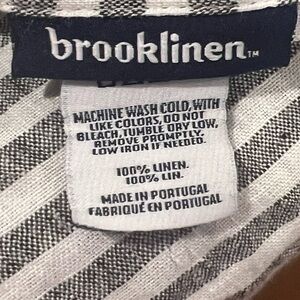 brooklinen™
MACHINE WASH COLD, WITH
LIKE COLORS, DO NOT
BLEACH, TUMBLE DRY LOW,
REMOVE PROMPTLY.
LOW IRON IF NEEDED.
100% LINEN.
100% LIN.
MADE IN PORTUGAL
FABRIQUÉ EN PORTUGAL